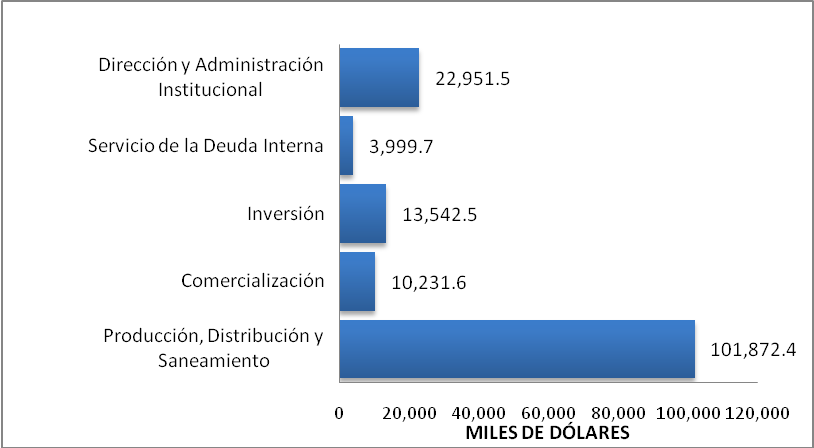 Dirección y Administración
Institucional
22,951.5
Servicio de la Deuda Interna
3,999.7
Inversión
13,542.5
Comercialización
10,231.6
Producción, Distribución y
Saneamiento
101,872.4
0 20,000 40,000 60,000 80,000 100,000 120,000
MILES DE DÓLARES